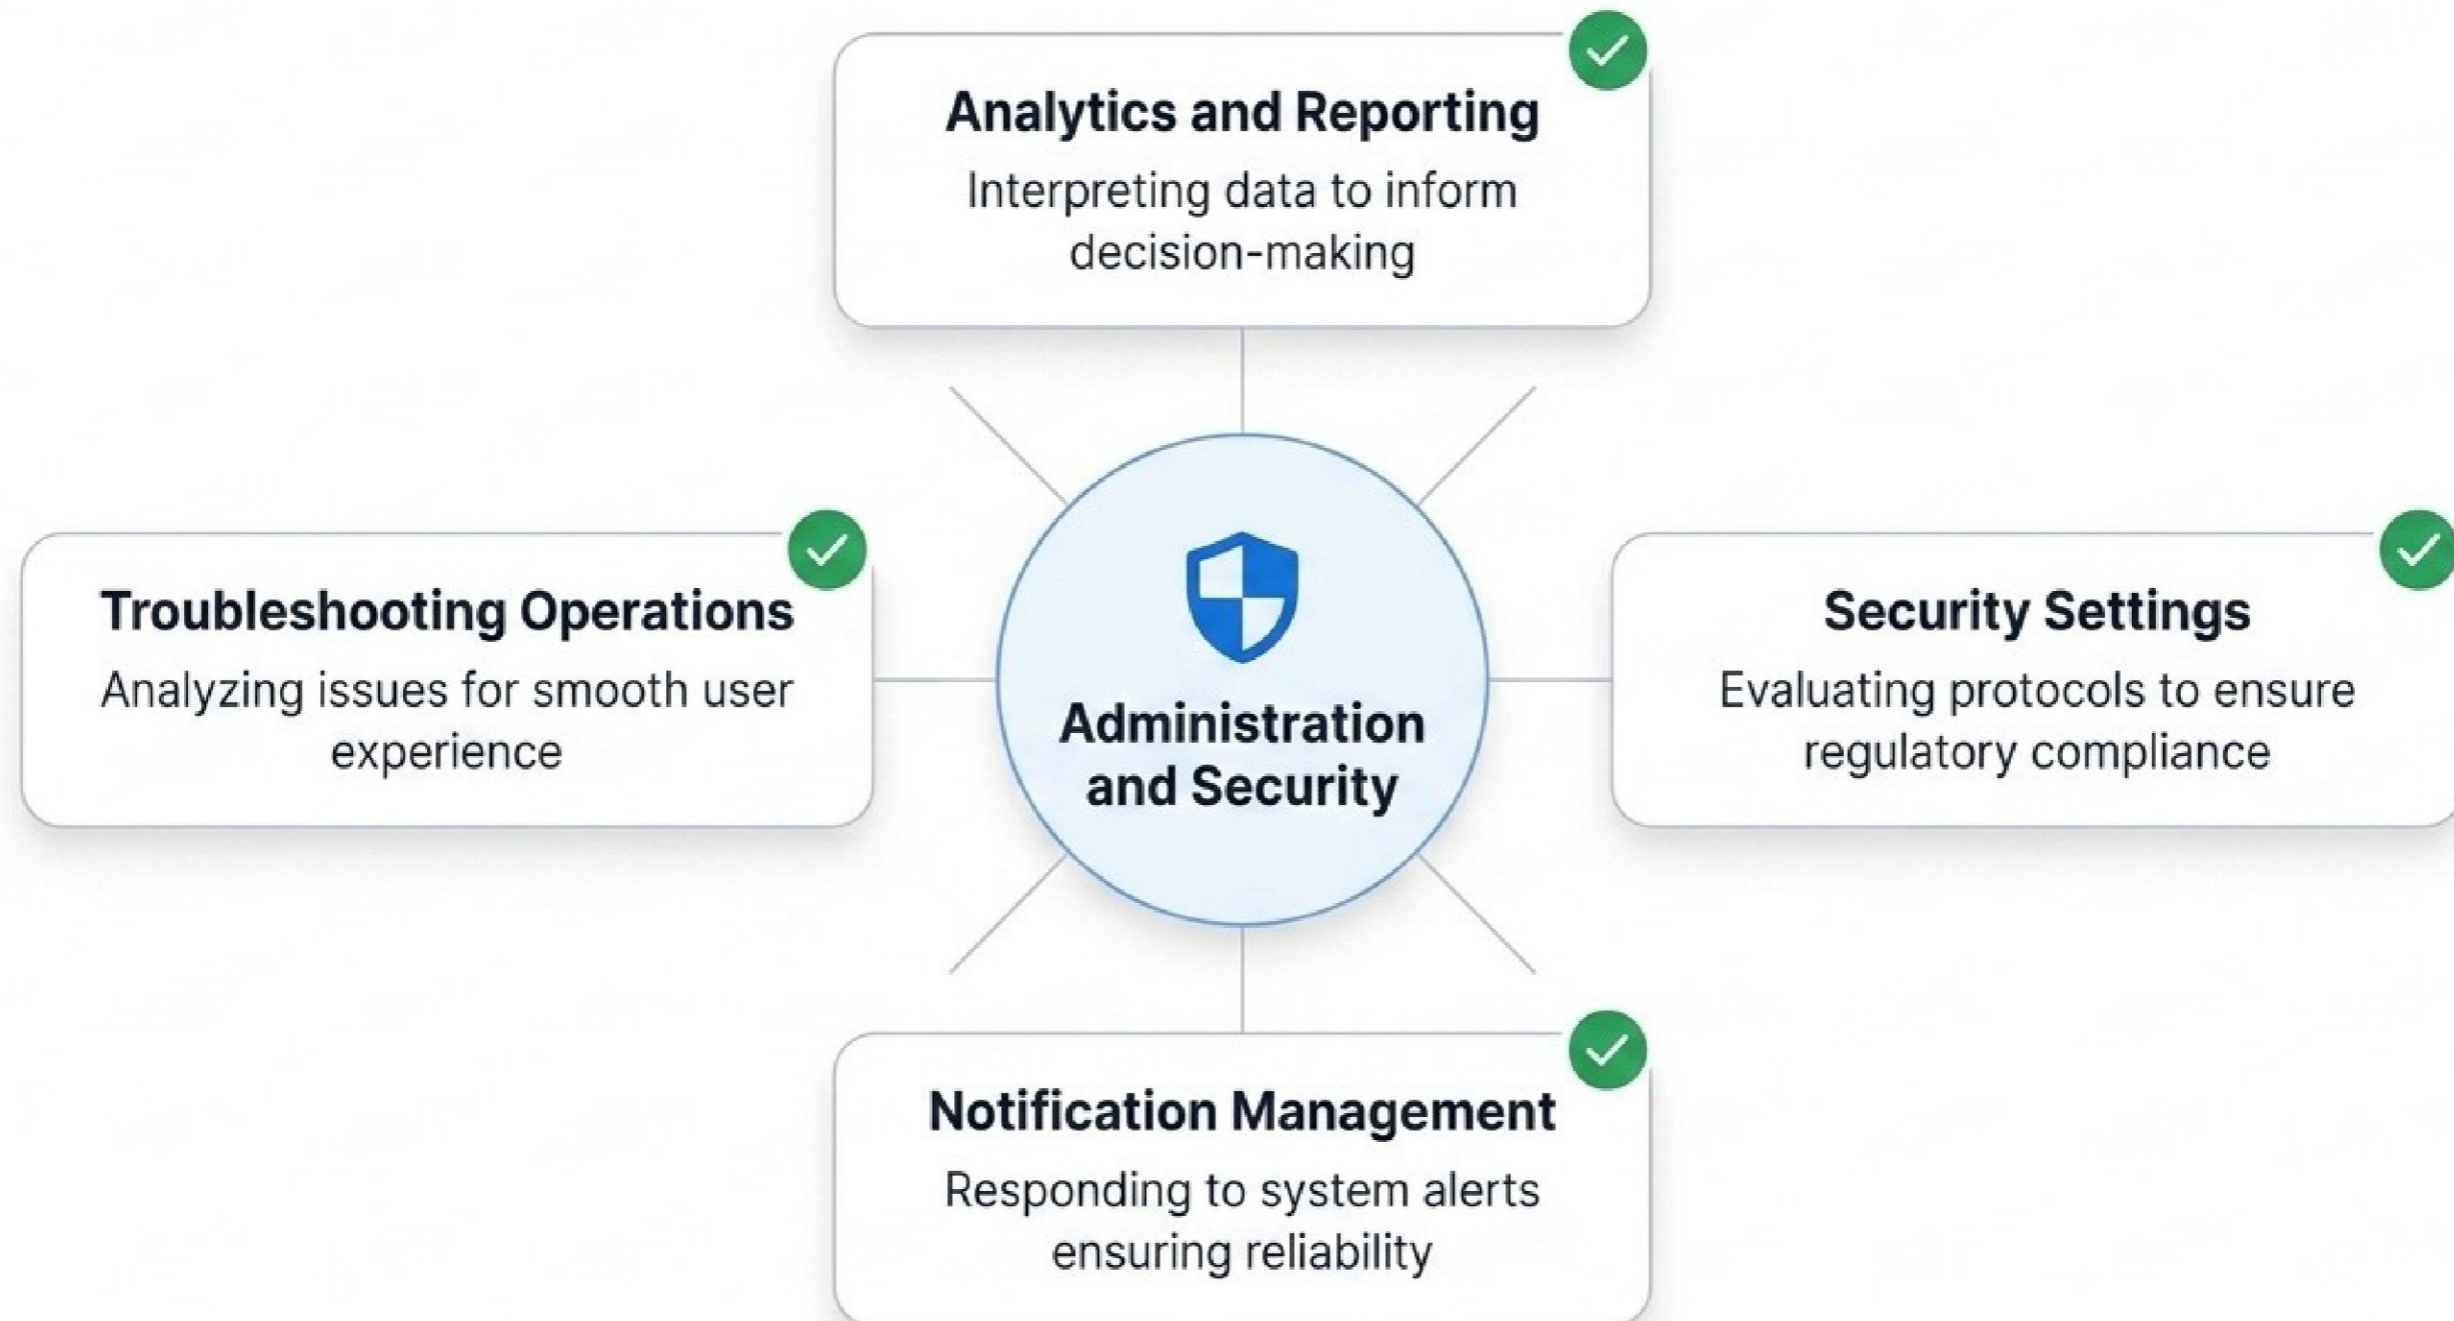 Analytics and Reporting
Interpreting data to inform
decision-making
Troubleshooting Operations
Analyzing issues for smooth user
experience
Administration
and Security
Security Settings
Evaluating protocols to ensure
regulatory compliance
Notification Management
Responding to system alerts
ensuring reliability